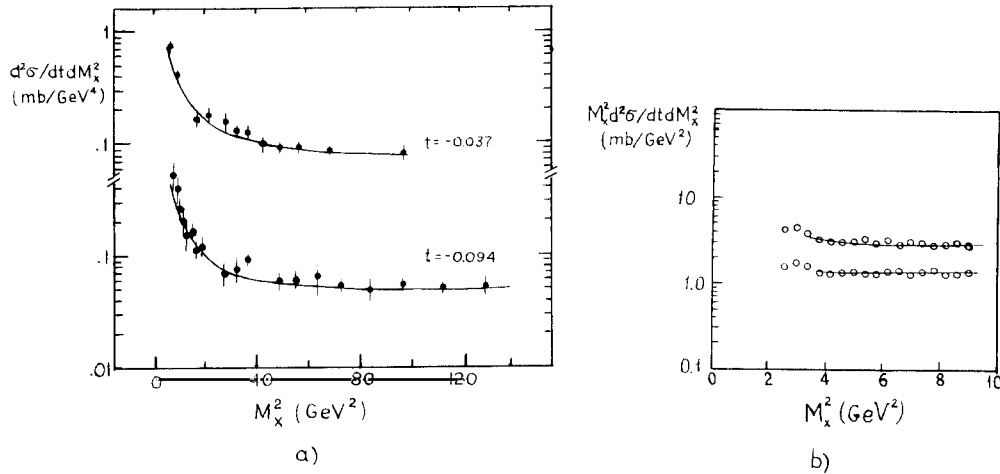 d²σ/dtdM²ₓ
(mb/GeV⁴)
1
.1
.1
.01
t=-0.037
t=-0.094
0 40 80 120
M²ₓ (GeV²)
a)
M²ₓd²σ/dtdM²ₓ
(mb/GeV²)
10
1.0
0.1
0 2 4 6 8 10
M²ₓ (GeV²)
b)